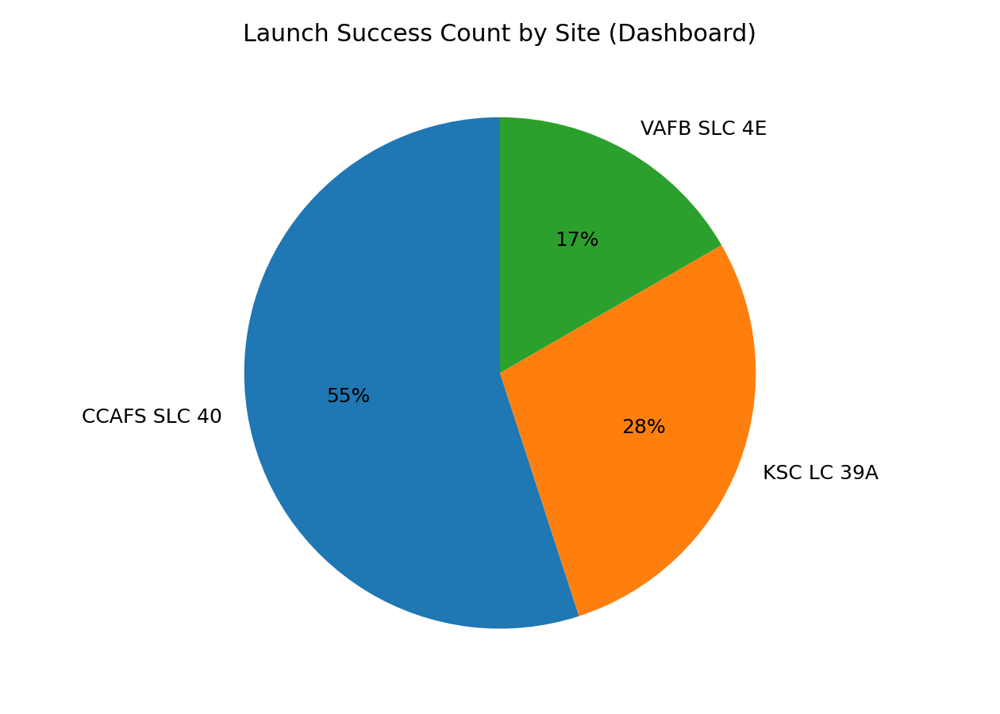 Launch Success Count by Site (Dashboard)
VAFB SLC 4E
17%
55%
CCAFS SLC 40
28%
KSC LC 39A